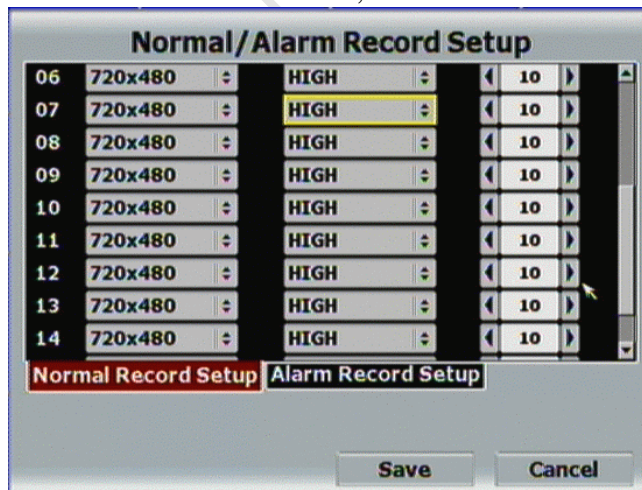 Normal/Alarm Record Setup
06 720x480 HIGH 10
07 720x480 HIGH 10
08 720x480 HIGH 10
09 720x480 HIGH 10
10 720x480 HIGH 10
11 720x480 HIGH 10
12 720x480 HIGH 10
13 720x480 HIGH 10
14 720x480 HIGH 10
Normal Record Setup Alarm Record Setup
Save Cancel